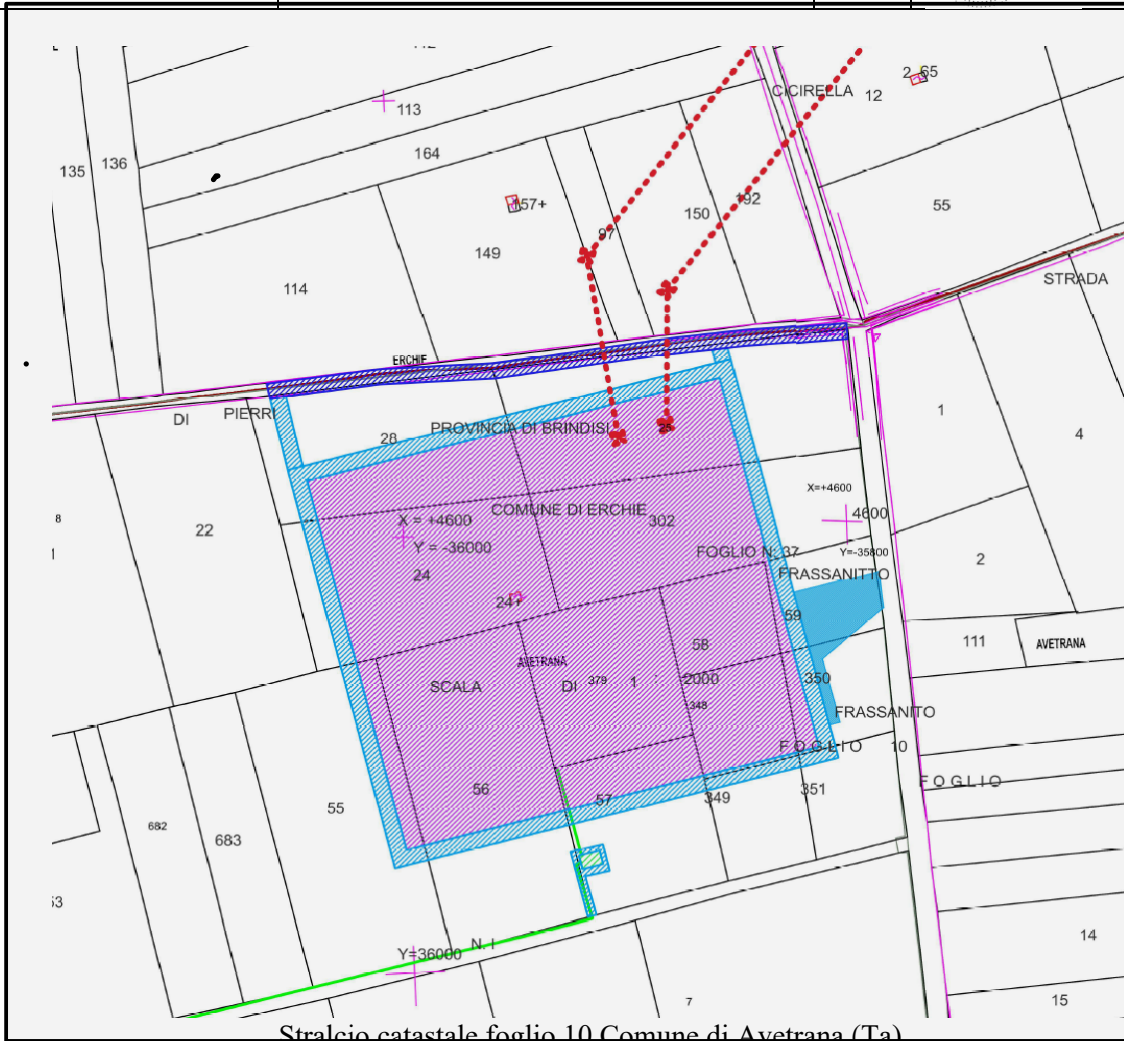 113
CICIRELLA
12
2 65
135
136
164
157+
192
150
55
97
149
114
STRADA
ERCHIE
DI
PIERRI
1
28
PROVINCIA DI BRINDISI
4
X=+4600
8
22
X = +4600
COMUNE DI ERCHIE
302
4600
Y = -36000
FOGLIO N. 37
Y=-35800
24
FRASSANITTO
2
24+
59
58
111
AVETRANA
AVETRANA
SCALA
DI
379
1 : 2000
350
348
FRASSANITO
FOGLIO
10
FOGLIO
56
57
349
351
55
682
683
N. I
Y=36000
14
7
15
Stralcio catastale foglio 10 Comune di Avetrana (Ta)